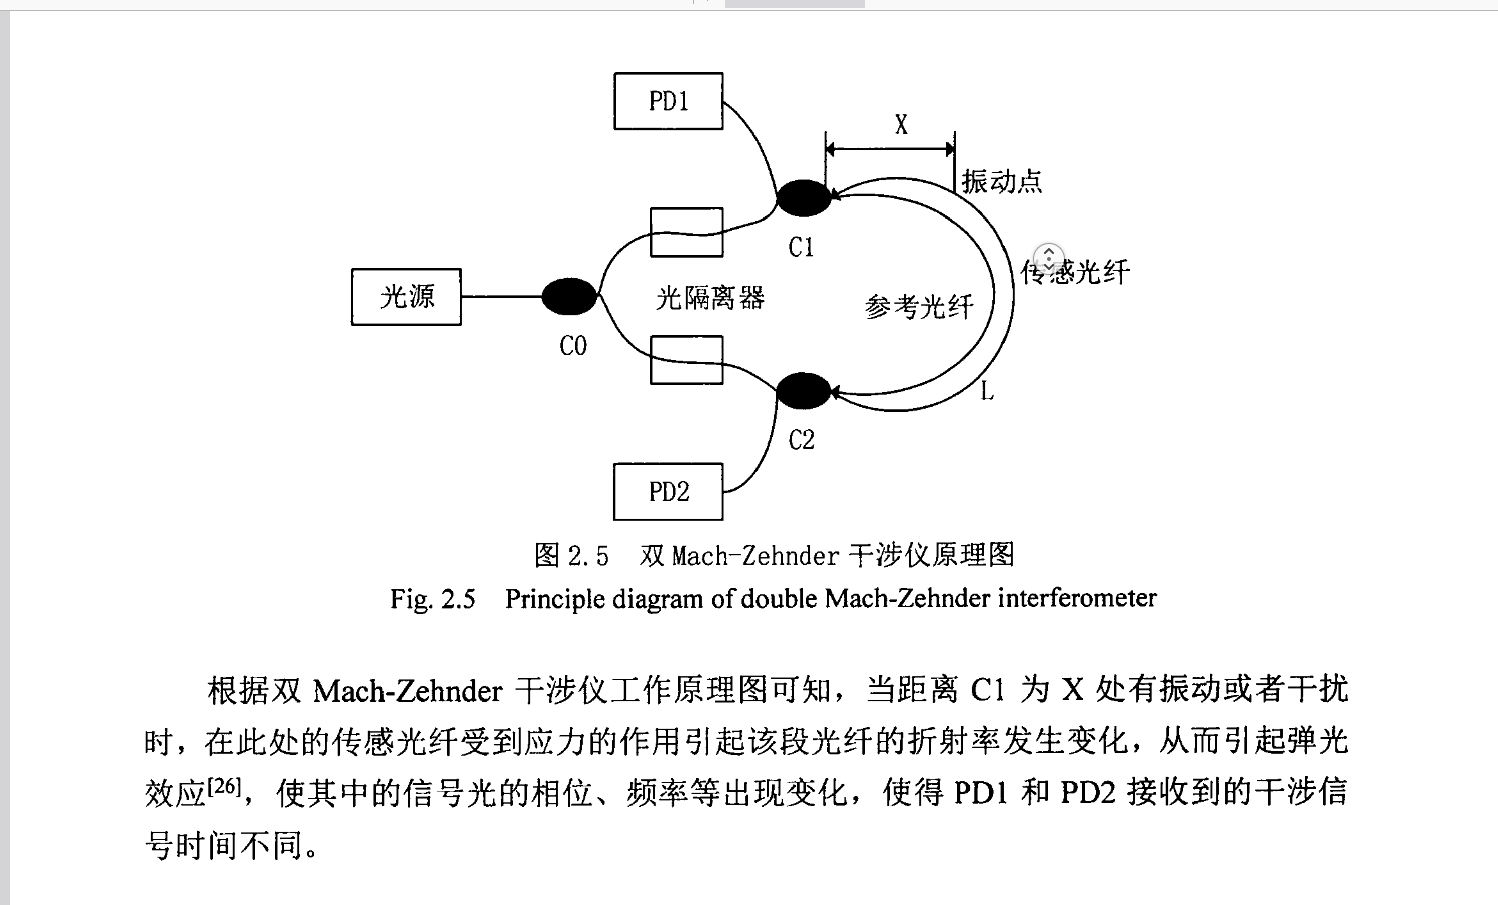 PD1
X
振动点
C1
传感光纤
光源
光隔离器
参考光纤
C0
L
C2
PD2
图 2.5 双 Mach-Zehnder 干涉仪原理图
Fig. 2.5 Principle diagram of double Mach-Zehnder interferometer
根据双 Mach-Zehnder 干涉仪工作原理图可知，当距离 C1 为 X 处有振动或者干扰
时，在此处的传感光纤受到应力的作用引起该段光纤的折射率发生变化，从而引起弹光
效应[26]，使其中的信号光的相位、频率等出现变化，使得 PD1 和 PD2 接收到的干涉信
号时间不同。